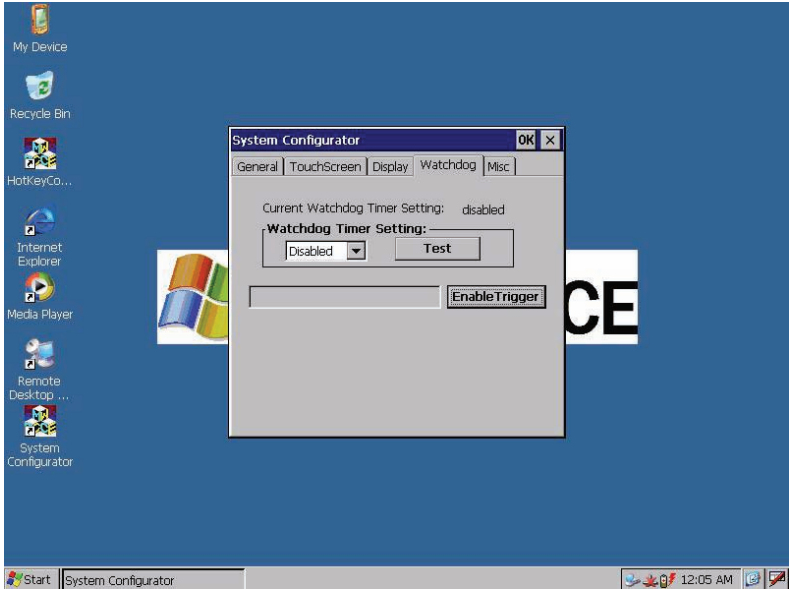 My Device
Recycle Bin
HotKeyCo...
Internet
Explorer
Media Player
Remote
Desktop ...
System
Configurator
System Configurator OK
General TouchScreen Display Watchdog Misc
Current Watchdog Timer Setting: disabled
Watchdog Timer Setting:
Disabled Test
EnableTrigger
CE
Start System Configurator 12:05 AM